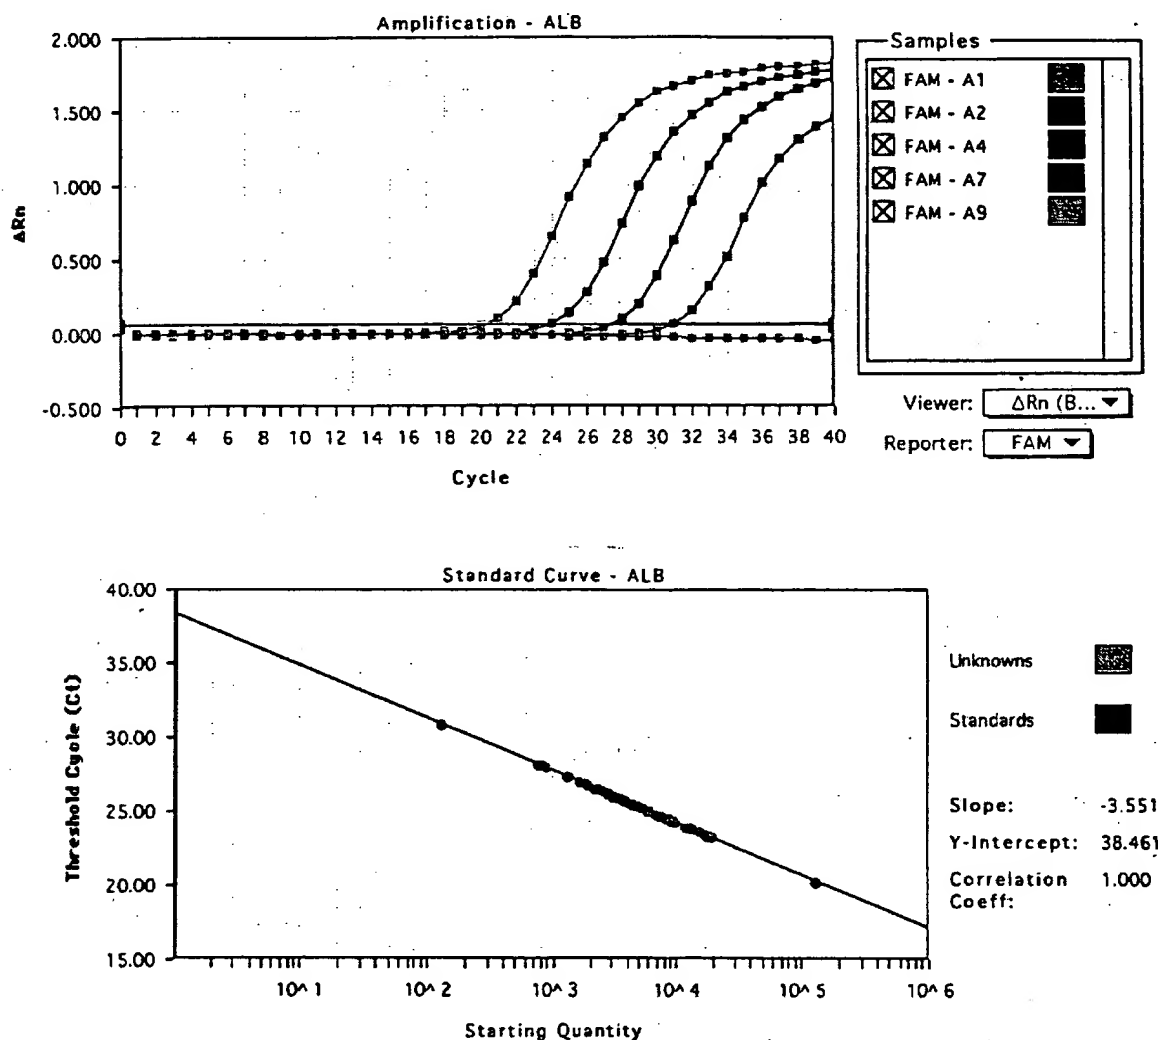 Amplification - ALB
2.000
1.500
1.000
0.500
0.000
-0.500
ΔRn
0 2 4 6 8 10 12 14 16 18 20 22 24 26 28 30 32 34 36 38 40
Cycle
Samples
FAM - A1
FAM - A2
FAM - A4
FAM - A7
FAM - A9
Viewer: ΔRn (B... ▼
Reporter: FAM ▼
Standard Curve - ALB
40.00
35.00
30.00
25.00
20.00
15.00
Threshold Cycle (Ct)
10^1 10^2 10^3 10^4 10^5 10^6
Starting Quantity
Unknowns
Standards
Slope: -3.551
Y-Intercept: 38.461
Correlation 1.000
Coeff: